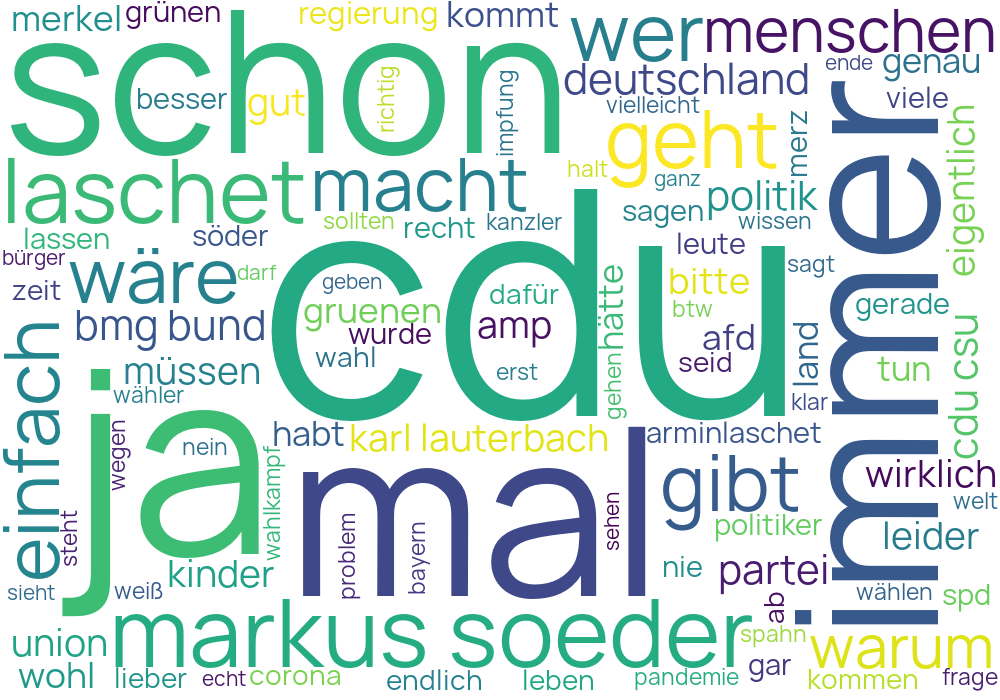 merkel
grünen
regierung
kommt
wer
menschen
schon
besser
gut
richtig
impfung
deutschland
ende
genau
vielleicht
viele
geht
merz
immer
eigentlich
laschet
macht
halt
ganz
politik
sagen
wissen
sollten
recht
kanzler
lassen
söder
leute
bürger
zeit
wäre
darf
geben
cdu
sagt
bitte
gerade
gruenen
dafür
hätte
btw
bmg bund
wurde
amp
afd
land
csu
wahl
seid
einfach
müssen
erst
gehen
tun
wähler
klar
cdu
ja
wegen
nein
habt
karl lauterbach
arminlaschet
mal
gibt
wirklich
welt
wahlkampf
steht
problem
bayern
sehen
politiker
leider
kinder
nie
partei
sieht
weiß
ab
wählen
spd
markus soeder
union
spahn
warum
wohl
lieber
echt
corona
endlich
leben
pandemie
gar
kommen
frage